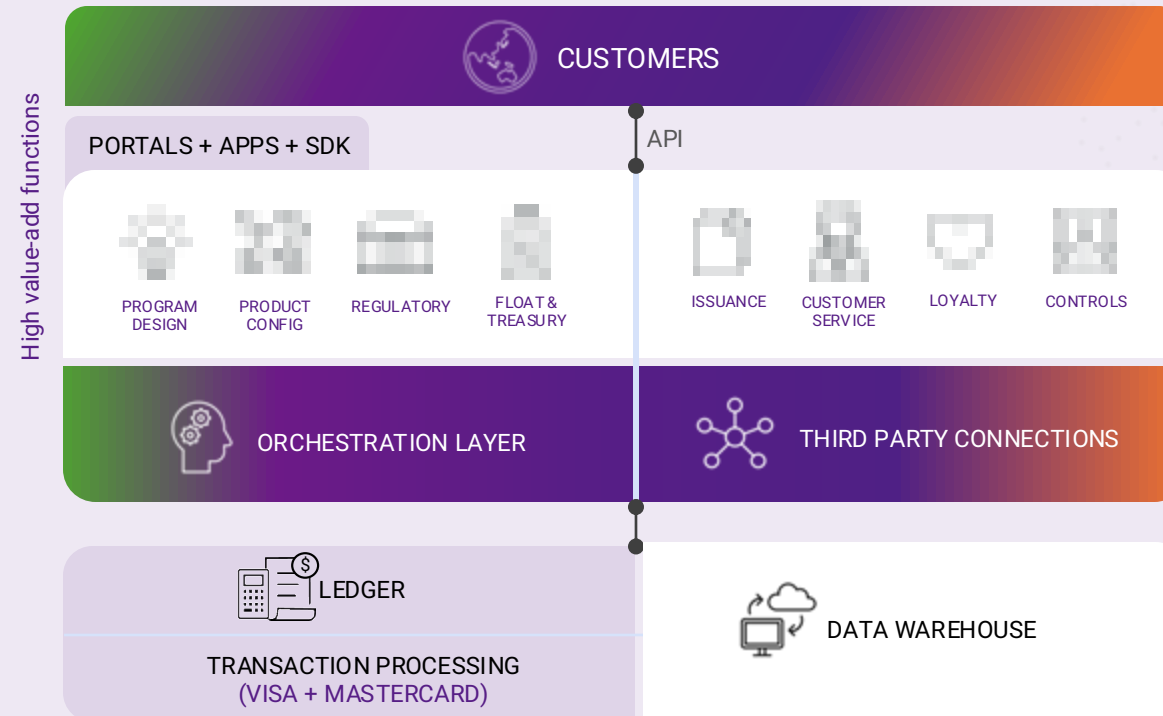 CUSTOMERS
High value-add functions
PORTALS + APPS + SDK
API
PROGRAM
DESIGN
PRODUCT
CONFIG
REGULATORY
FLOAT &
TREASURY
ISSUANCE
CUSTOMER
SERVICE
LOYALTY
CONTROLS
ORCHESTRATION LAYER
THIRD PARTY CONNECTIONS
$
LEDGER
TRANSACTION PROCESSING
(VISA + MASTERCARD)
DATA WAREHOUSE